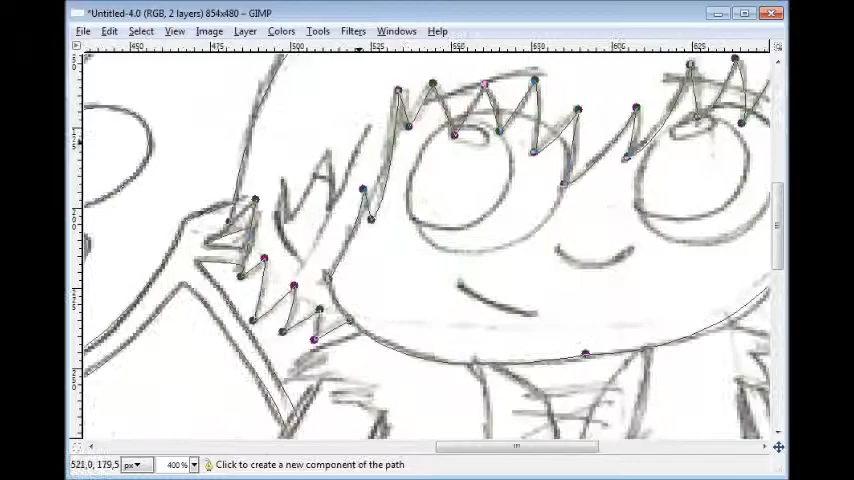 *Untitled-4.0 (RGB, 2 layers) 854x480 – GIMP
File Edit Select View Image Layer Colors Tools Filters Windows Help
450 475 500 525 550 625
521,0, 179,5 px 400% Click to create a new component of the path